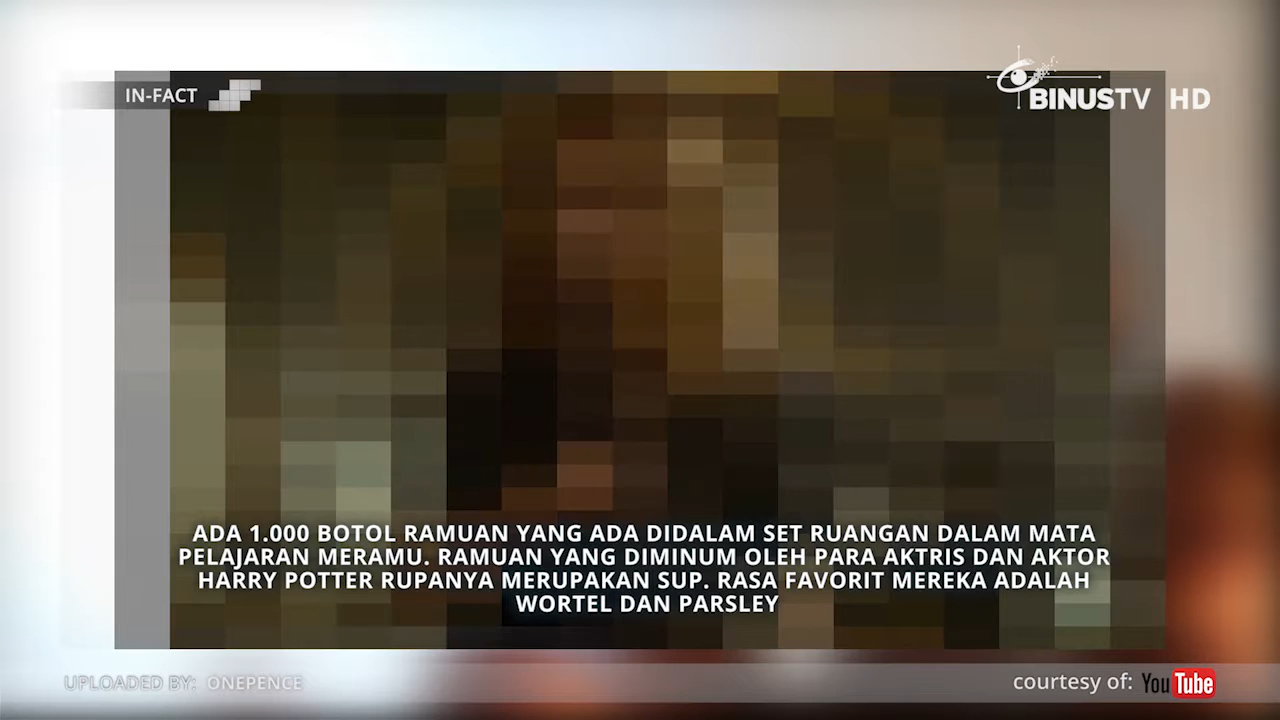 IN-FACT
BINUSTV HD
ADA 1.000 BOTOL RAMUAN YANG ADA DIDALAM SET RUANGAN DALAM MATA
PELAJARAN MERAMU. RAMUAN YANG DIMINUM OLEH PARA AKTRIS DAN AKTOR
HARRY POTTER RUPANYA MERUPAKAN SUP. RASA FAVORIT MEREKA ADALAH
WORTEL DAN PARSLEY
UPLOADED BY: ONEPENCE
courtesy of: YouTube